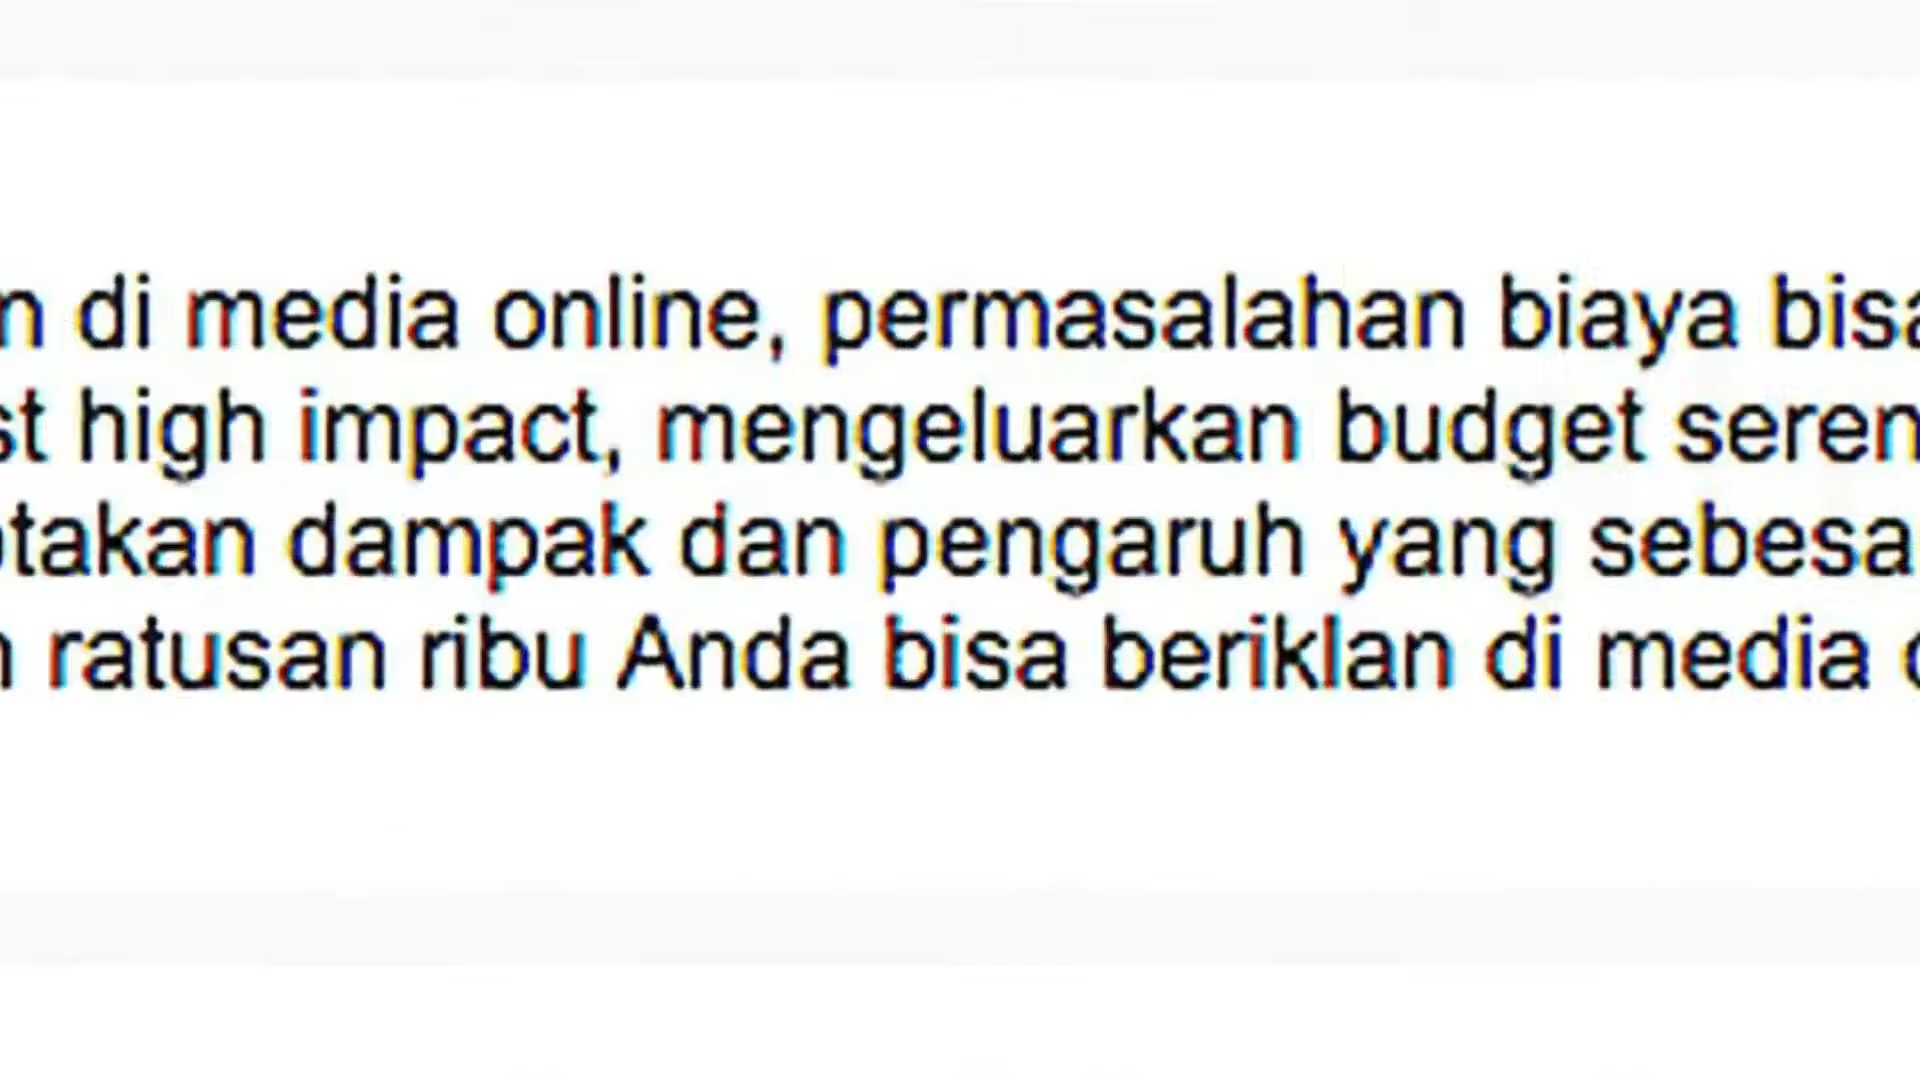 n di media online, permasalahan biaya bisa
st high impact, mengeluarkan budget seren
takan dampak dan pengaruh yang sebesa
n ratusan ribu Anda bisa beriklan di media